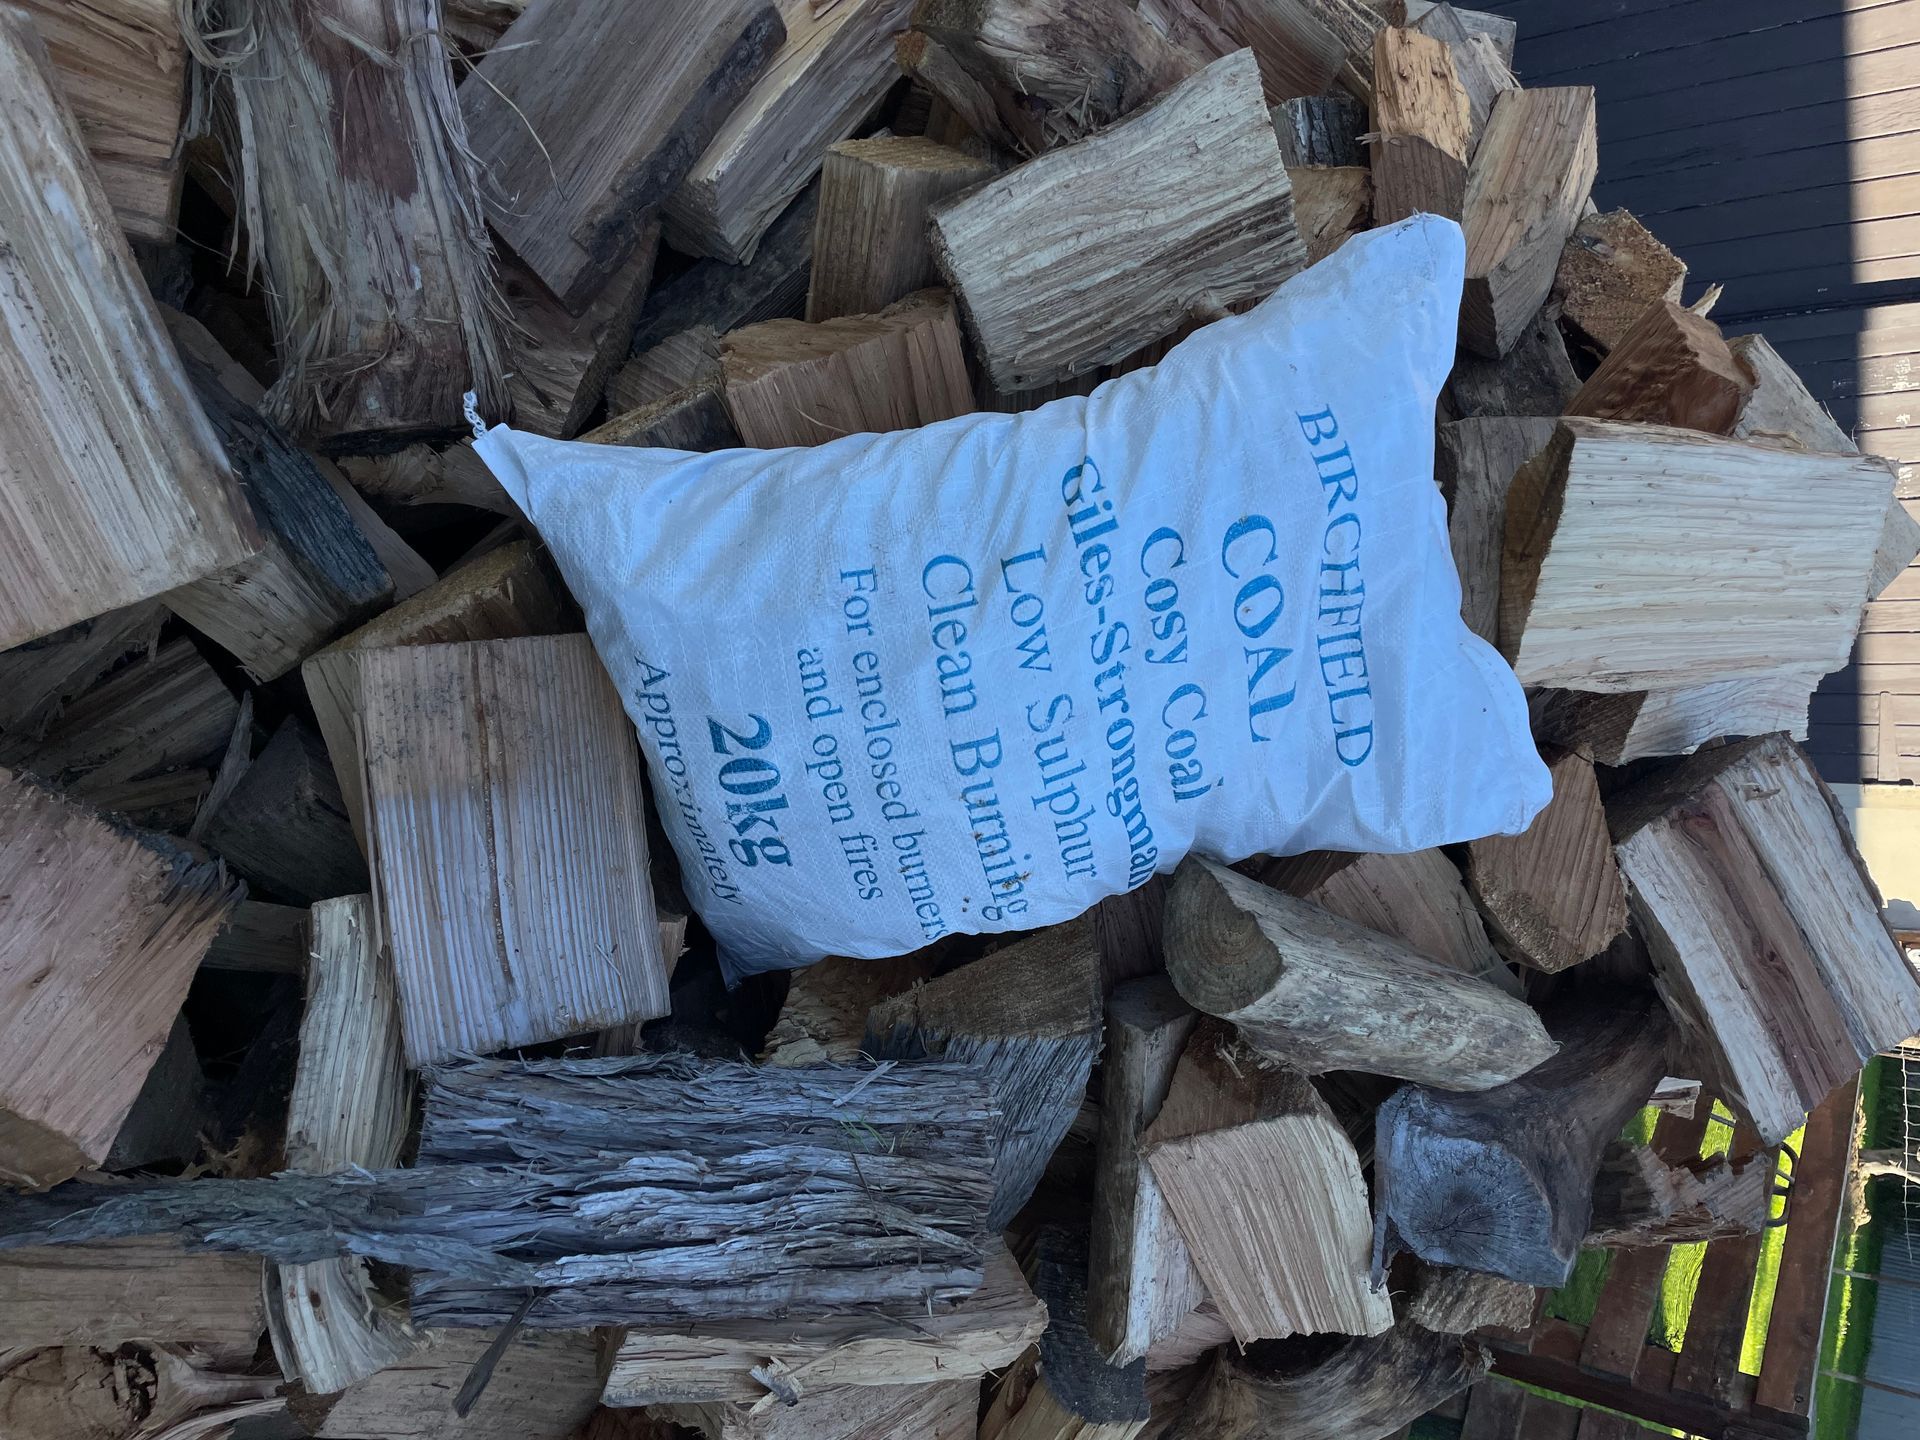 BIRCHFIELD
COAL
Cosy Coal
Giles-Strongman
Low Sulphur
Clean Burning
For enclosed burners
and open fires
20kg
Approximately